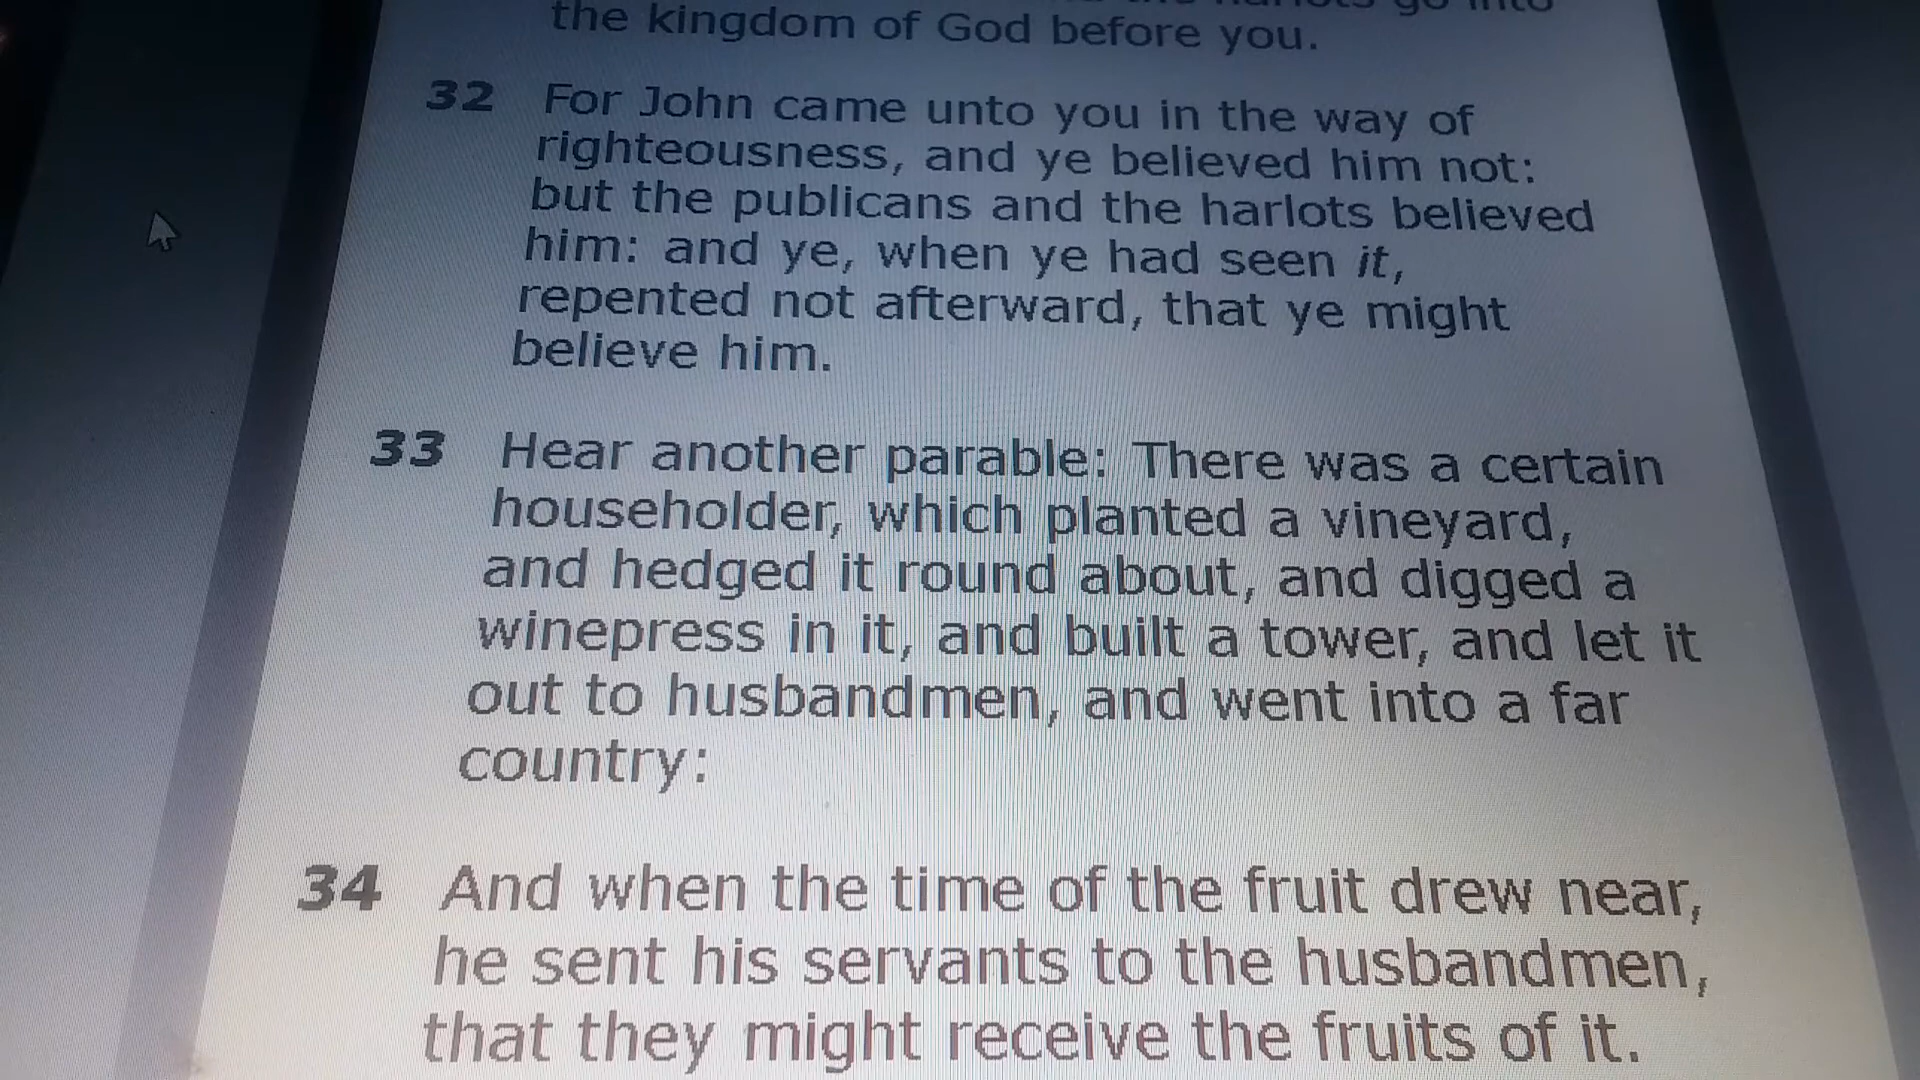 the kingdom of God before you.
32 For John came unto you in the way of
righteousness, and ye believed him not:
but the publicans and the harlots believed
him: and ye, when ye had seen it,
repented not afterward, that ye might
believe him.
33 Hear another parable: There was a certain
householder, which planted a vineyard,
and hedged it round about, and digged a
winepress in it, and built a tower, and let it
out to husbandmen, and went into a far
country:
34 And when the time of the fruit drew near,
he sent his servants to the husbandmen,
that they might receive the fruits of it.